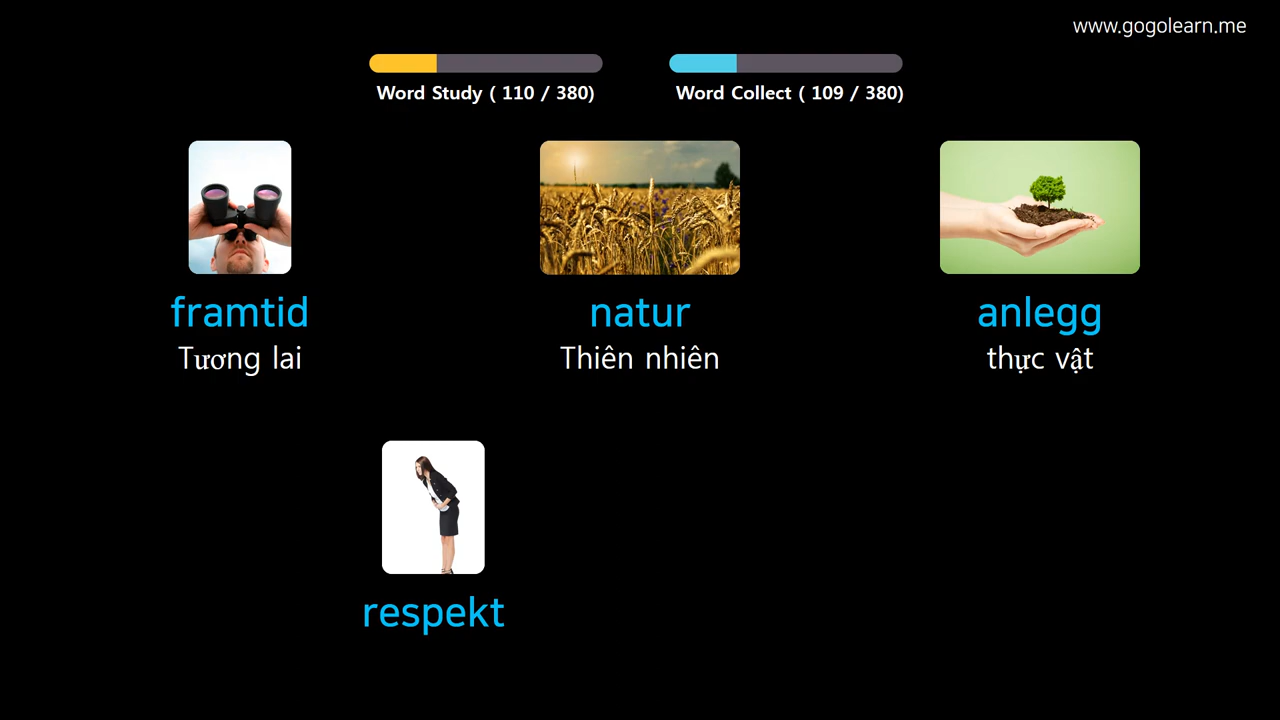 www.gogolearn.me
Word Study ( 110 / 380)
Word Collect ( 109 / 380)
framtid
Tương lai
natur
Thiên nhiên
anlegg
thực vật
respekt